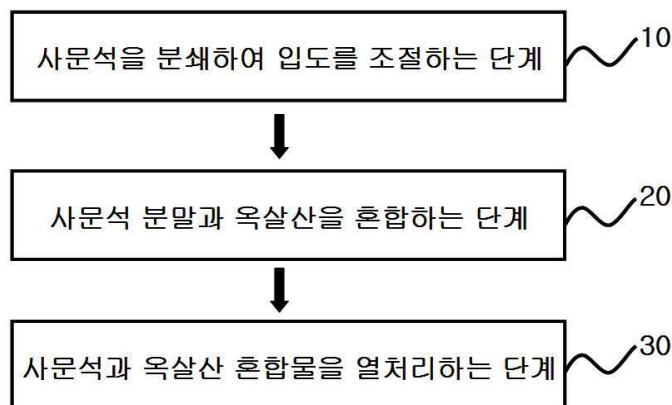 사문석을 분쇄하여 입도를 조절하는 단계
10
사문석 분말과 옥살산을 혼합하는 단계
20
사문석과 옥살산 혼합물을 열처리하는 단계
30